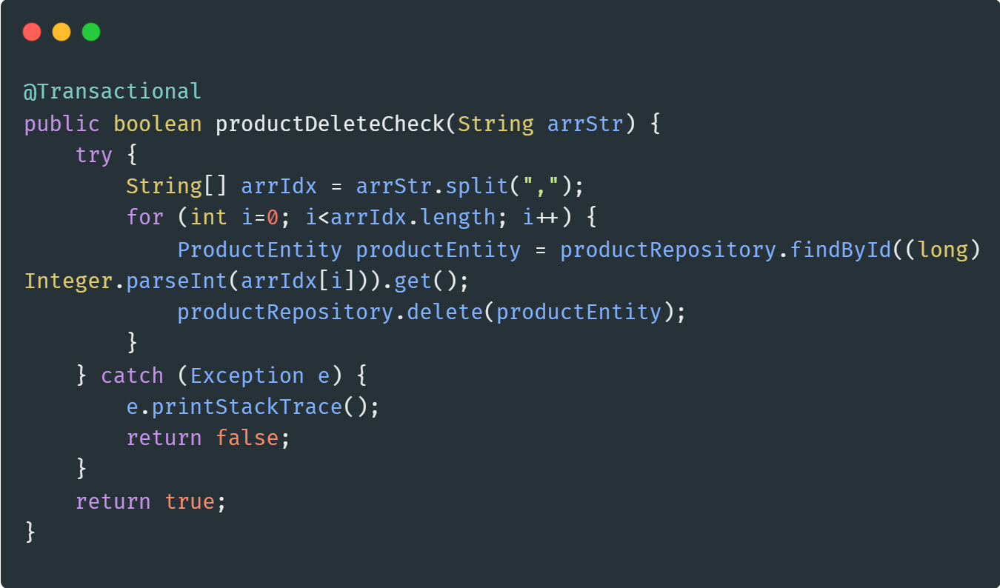 @Transactional
public boolean productDeleteCheck(String arrStr) {
    try {
        String[] arrIdx = arrStr.split(",");
        for (int i=0; i<arrIdx.length; i++) {
            ProductEntity productEntity = productRepository.findById((long)
Integer.parseInt(arrIdx[i])).get();
            productRepository.delete(productEntity);
        }
    } catch (Exception e) {
        e.printStackTrace();
        return false;
    }
    return true;
}